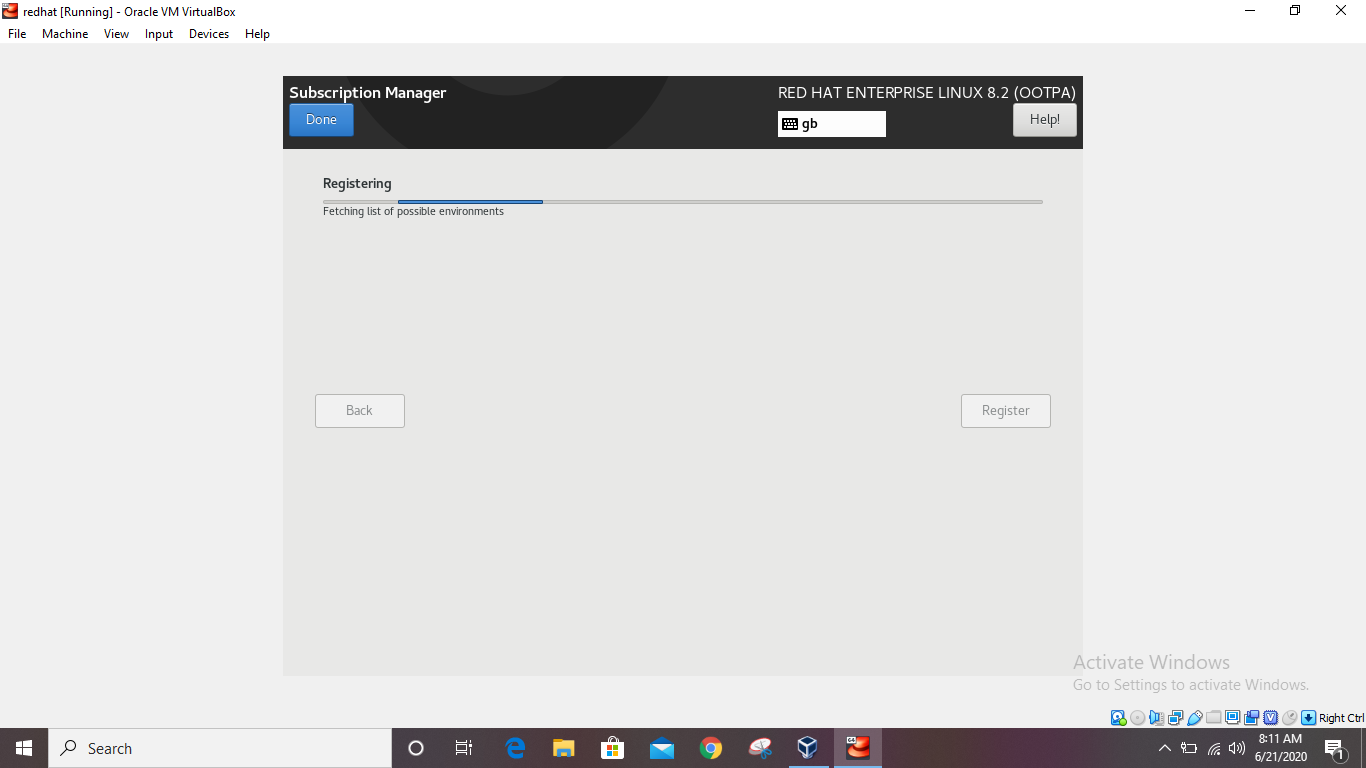 redhat [Running] - Oracle VM VirtualBox
File Machine View Input Devices Help
Subscription Manager
RED HAT ENTERPRISE LINUX 8.2 (OOTPA)
Done
gb
Help!
Registering
Fetching list of possible environments
Back
Register
Activate Windows
Go to Settings to activate Windows.
Right Ctrl
Search
8:11 AM
6/21/2020
1